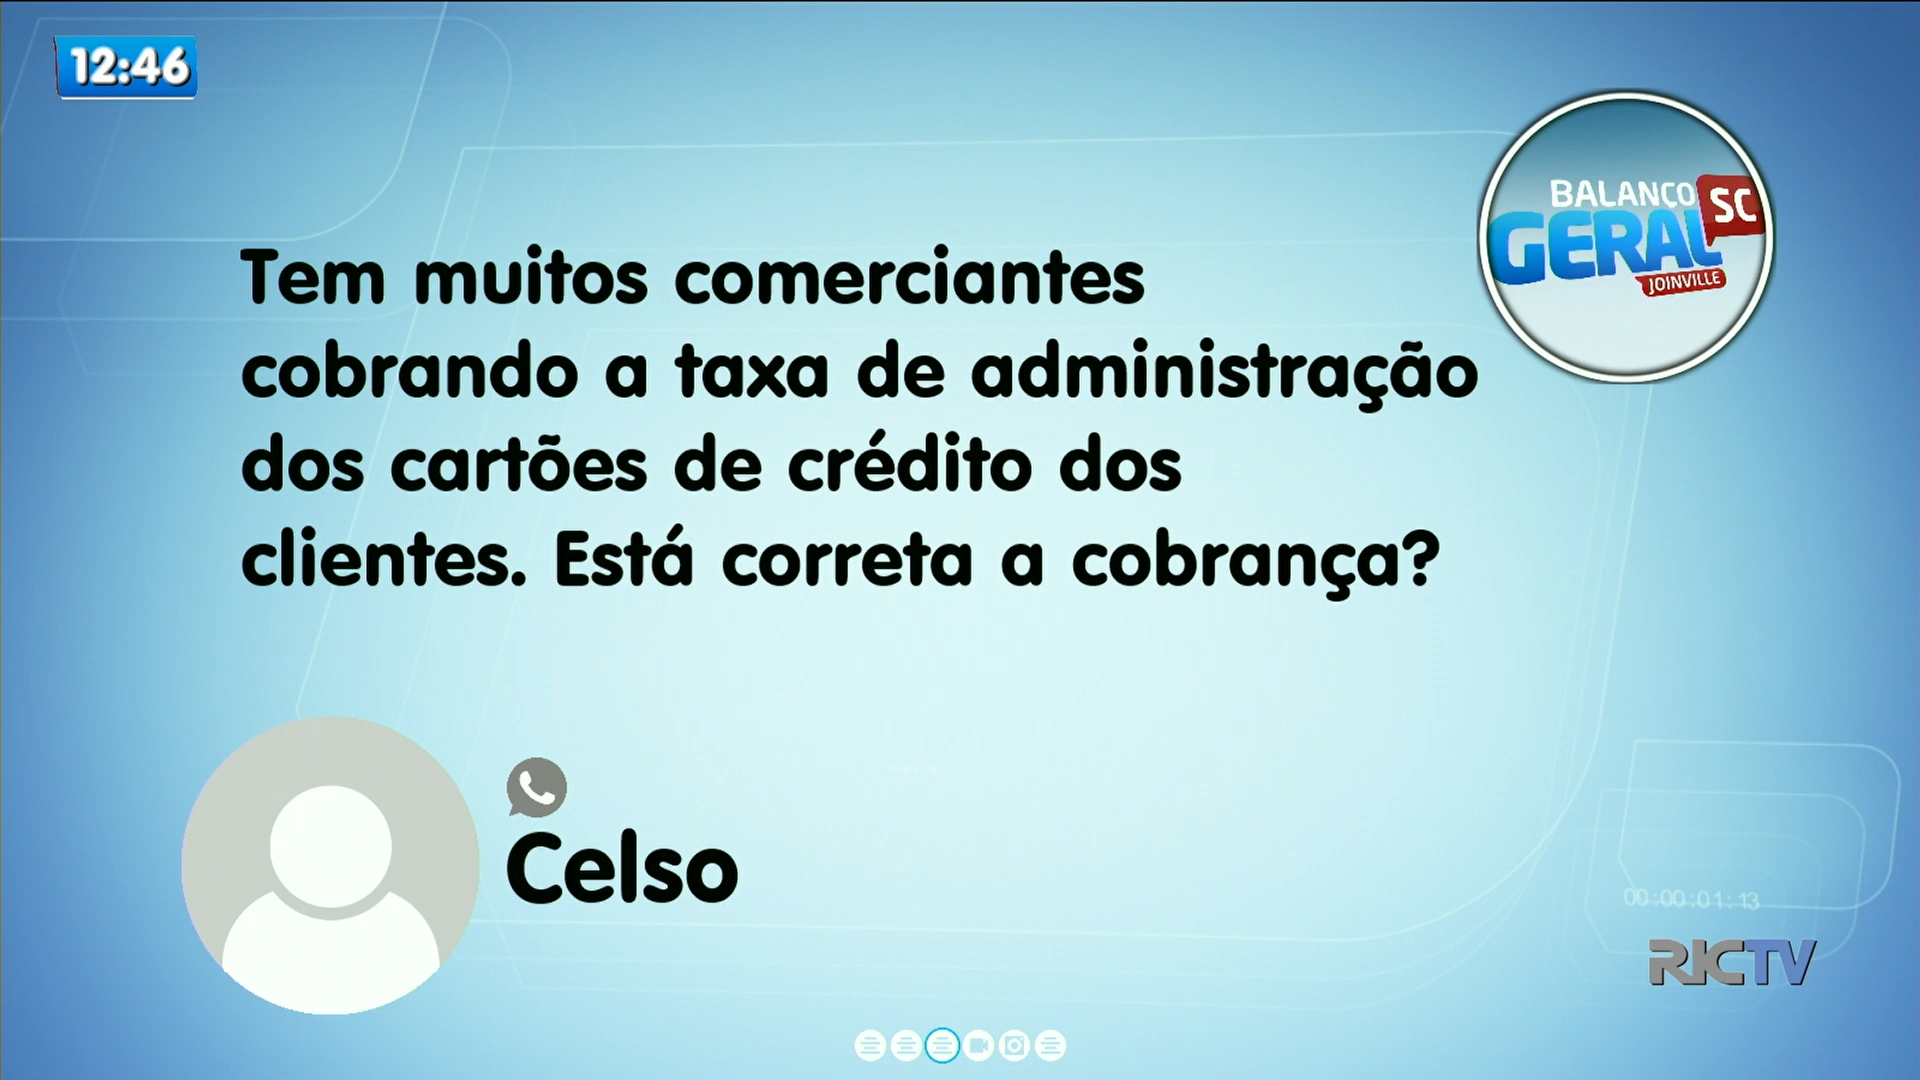 12:46
BALANÇO
GERAL
SC
JOINVILLE
Tem muitos comerciantes
cobrando a taxa de administração
dos cartões de crédito dos
clientes. Está correta a cobrança?
Celso
00:00:01:13
RICTV